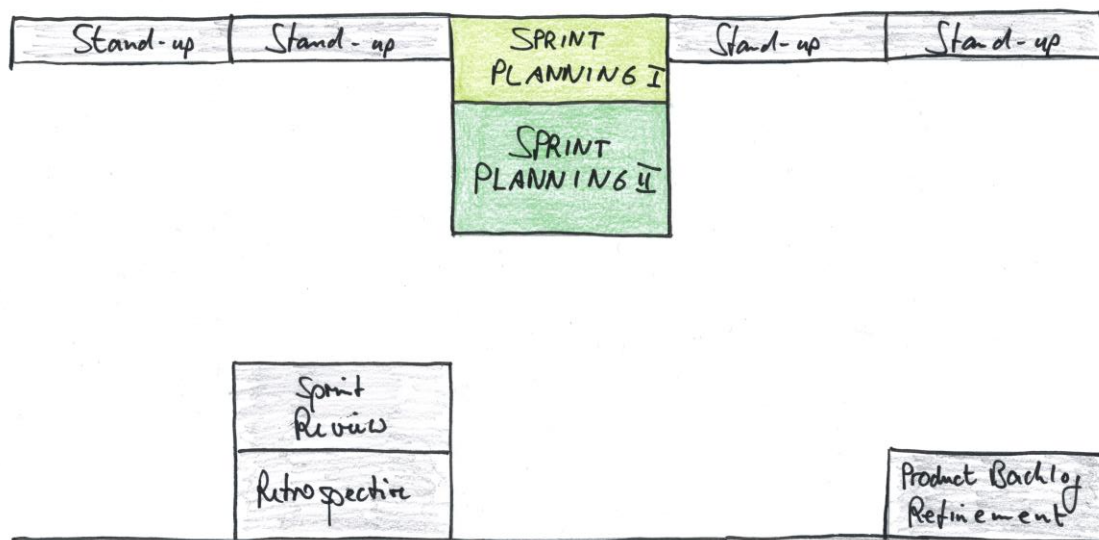 Stand-up
Stand-up
SPRINT
PLANNING I
Stand-up
Stand-up
SPRINT
PLANNING II
Sprint
Review
Retrospective
Product Backlog
Refinement